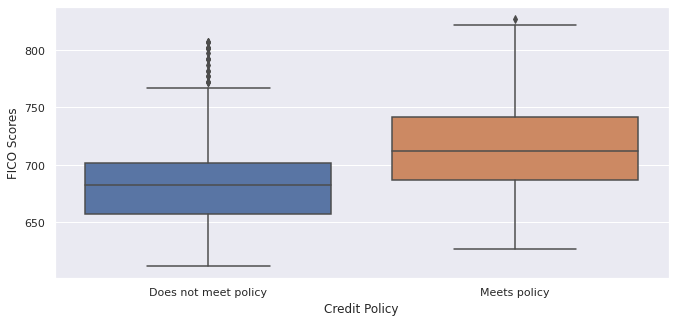 800
750
700
650
FICO Scores
Does not meet policy
Meets policy
Credit Policy